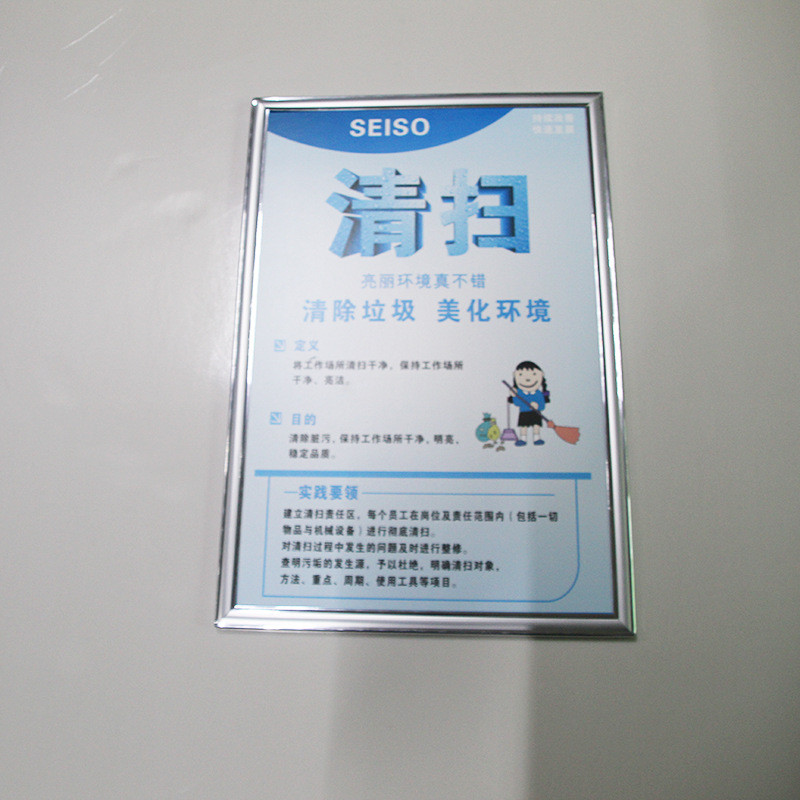 SEISO
清扫
亮丽环境真不错
清除垃圾 美化环境
定义
将工作场所清扫干净，保持工作场所
干净、亮洁。
目的
清除脏污，保持工作场所干净，明亮，
稳定品质。
实践要领
建立清扫责任区，每个员工在岗位及责任范围内（包括一切
物品与机械设备）进行彻底清扫。
对清扫过程中发生的问题及时进行整修。
查明污垢的发生源，予以杜绝，明确清扫对象，
方法、重点、周期、使用工具等项目。